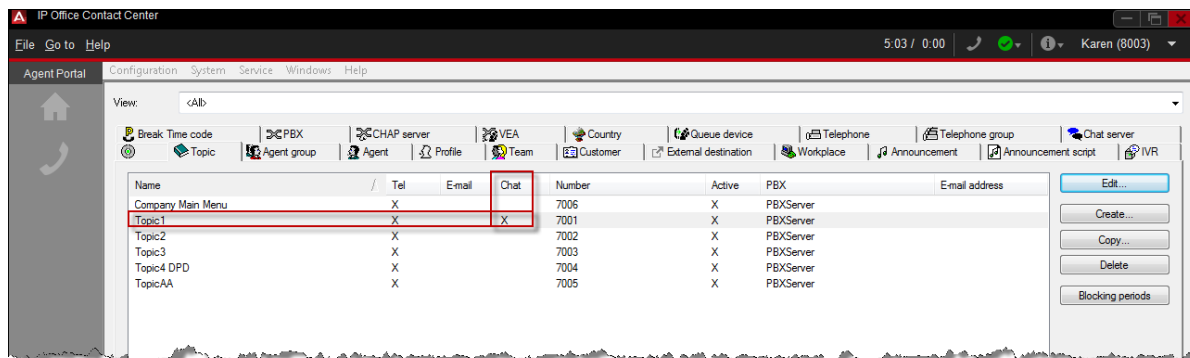 IP Office Contact Center
File Go to Help 5:03 / 0:00 Karen (8003)
Agent Portal Configuration System Service Windows Help
View: <All>
Break Time code PBX CHAP server VEA Country Queue device Telephone Telephone group Chat server
Topic Agent group Agent Profile Team Customer External destination Workplace Announcement Announcement script IVR
Name / Tel E-mail Chat Number Active PBX E-mail address Edit...
Company Main Menu X 7006 X PBXServer
Topic1 X X 7001 X PBXServer Create...
Topic2 X 7002 X PBXServer Copy...
Topic3 X 7003 X PBXServer
Topic4 DPD X 7004 X PBXServer Delete
TopicAA X 7005 X PBXServer
Blocking periods